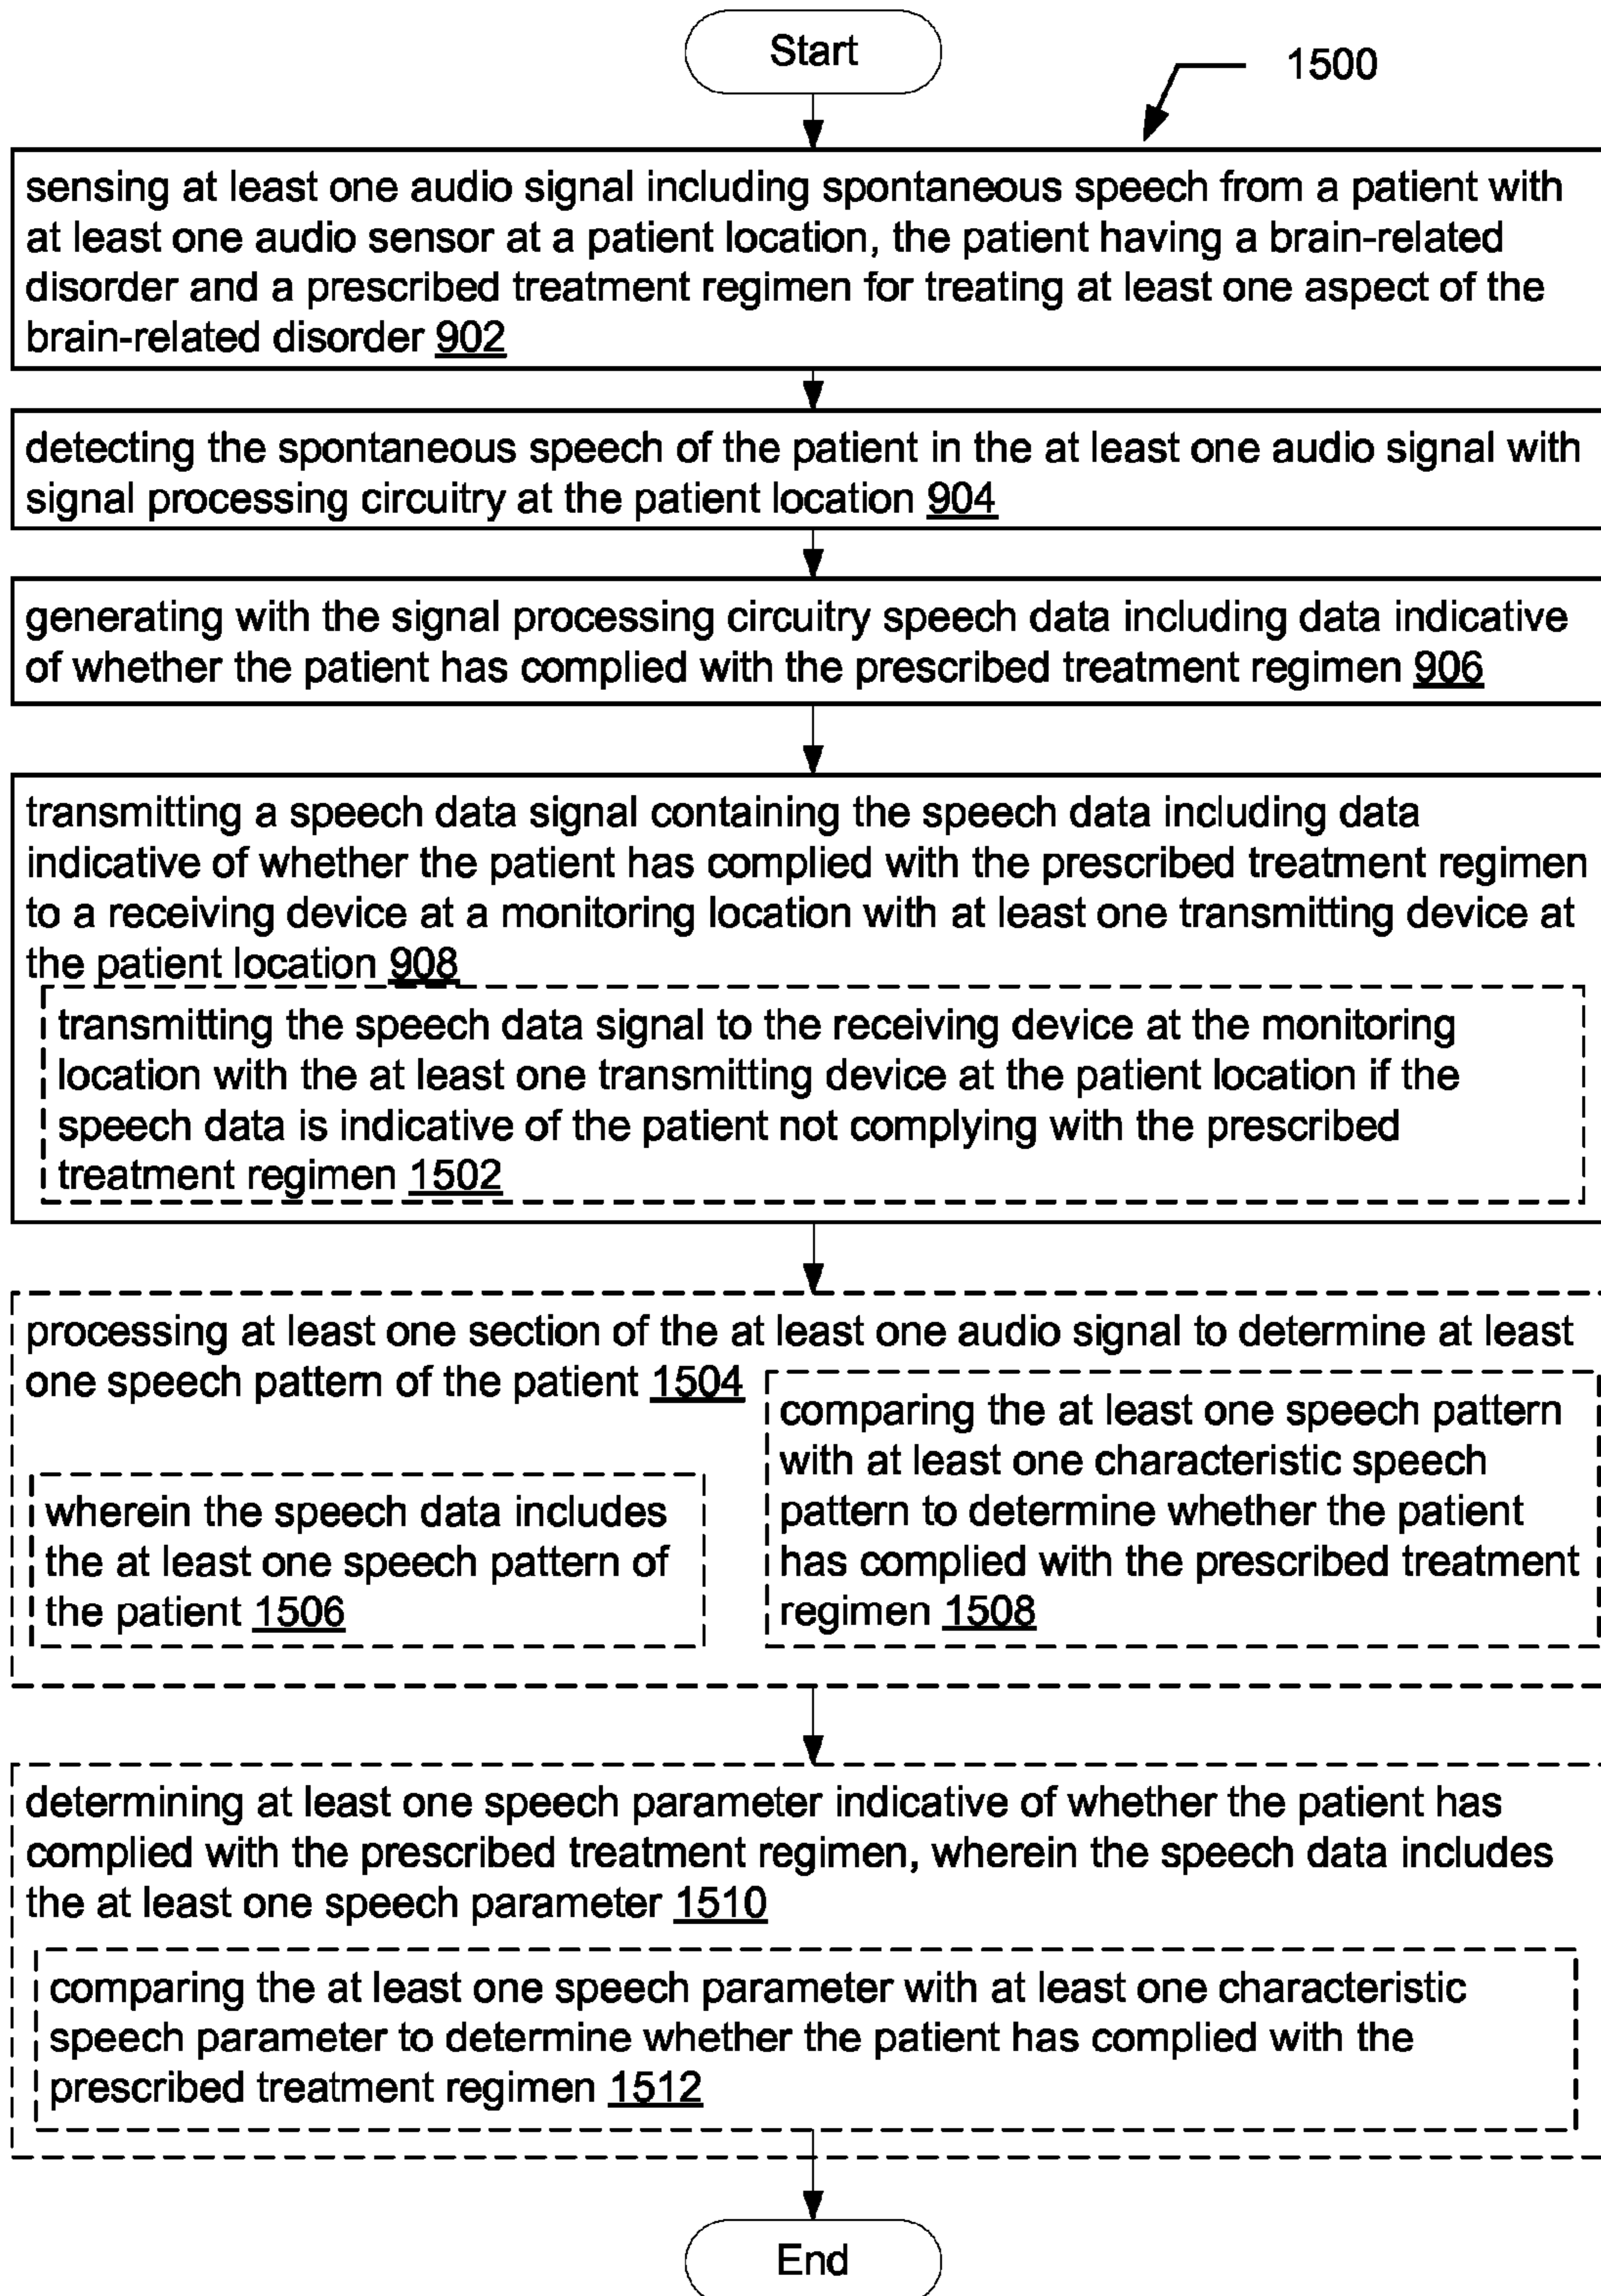 Start
1500
sensing at least one audio signal including spontaneous speech from a patient with
at least one audio sensor at a patient location, the patient having a brain-related
disorder and a prescribed treatment regimen for treating at least one aspect of the
brain-related disorder 902
detecting the spontaneous speech of the patient in the at least one audio signal with
signal processing circuitry at the patient location 904
generating with the signal processing circuitry speech data including data indicative
of whether the patient has complied with the prescribed treatment regimen 906
transmitting a speech data signal containing the speech data including data
indicative of whether the patient has complied with the prescribed treatment regimen
to a receiving device at a monitoring location with at least one transmitting device at
the patient location 908
transmitting the speech data signal to the receiving device at the monitoring
location with the at least one transmitting device at the patient location if the
speech data is indicative of the patient not complying with the prescribed
treatment regimen 1502
processing at least one section of the at least one audio signal to determine at least
one speech pattern of the patient 1504
wherein the speech data includes
the at least one speech pattern of
the patient 1506
comparing the at least one speech pattern
with at least one characteristic speech
pattern to determine whether the patient
has complied with the prescribed treatment
regimen 1508
determining at least one speech parameter indicative of whether the patient has
complied with the prescribed treatment regimen, wherein the speech data includes
the at least one speech parameter 1510
comparing the at least one speech parameter with at least one characteristic
speech parameter to determine whether the patient has complied with the
prescribed treatment regimen 1512
End